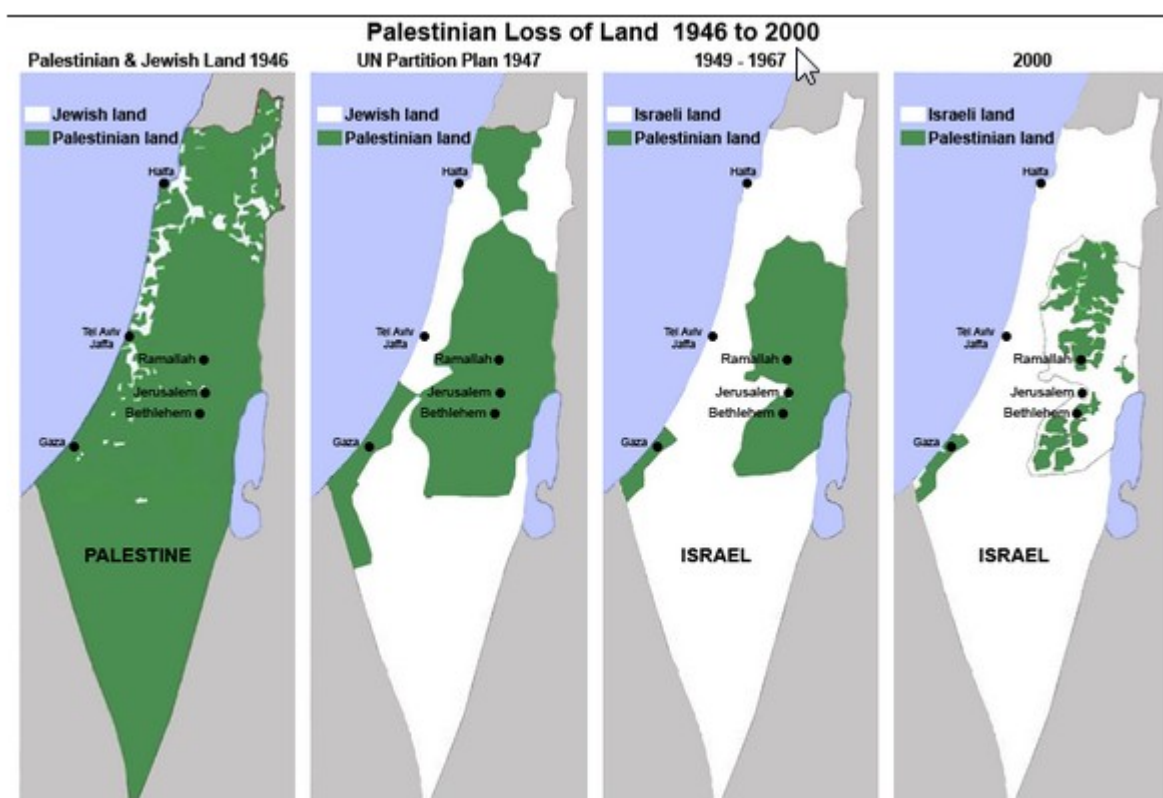 Palestinian Loss of Land 1946 to 2000
Palestinian & Jewish Land 1946
Jewish land
Palestinian land
Haifa
Tel Aviv
Jaffa
Ramallah
Jerusalem
Bethlehem
Gaza
PALESTINE
UN Partition Plan 1947
Jewish land
Palestinian land
Haifa
Tel Aviv
Jaffa
Ramallah
Jerusalem
Bethlehem
Gaza
1949 - 1967
Israeli land
Palestinian land
Haifa
Tel Aviv
Jaffa
Ramallah
Jerusalem
Bethlehem
Gaza
ISRAEL
2000
Israeli land
Palestinian land
Haifa
Tel Aviv
Jaffa
Ramallah
Jerusalem
Bethlehem
Gaza
ISRAEL